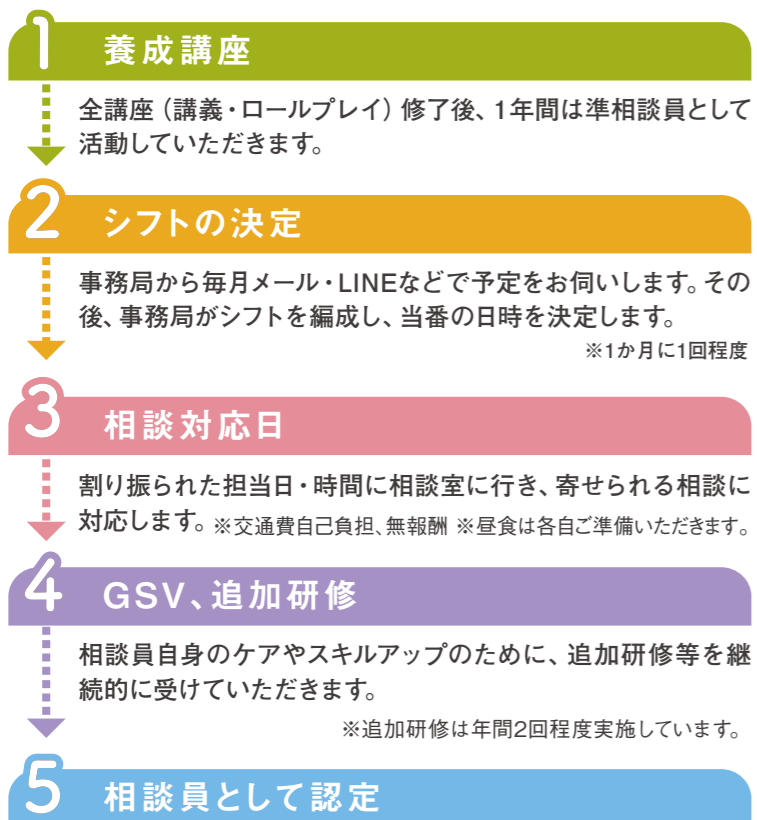 1 養成講座
全講座（講義・ロールプレイ）修了後、1年間は準相談員として
活動していただきます。
2 シフトの決定
事務局から毎月メール・LINEなどで予定をお伺いします。その
後、事務局がシフトを編成し、当番の日時を決定します。
※1か月に1回程度
3 相談対応日
割り振られた担当日・時間に相談室に行き、寄せられる相談に
対応します。※交通費自己負担、無報酬 ※昼食は各自ご準備いただきます。
4 GSV、追加研修
相談員自身のケアやスキルアップのために、追加研修等を継
続的に受けていただきます。
※追加研修は年間2回程度実施しています。
5 相談員として認定